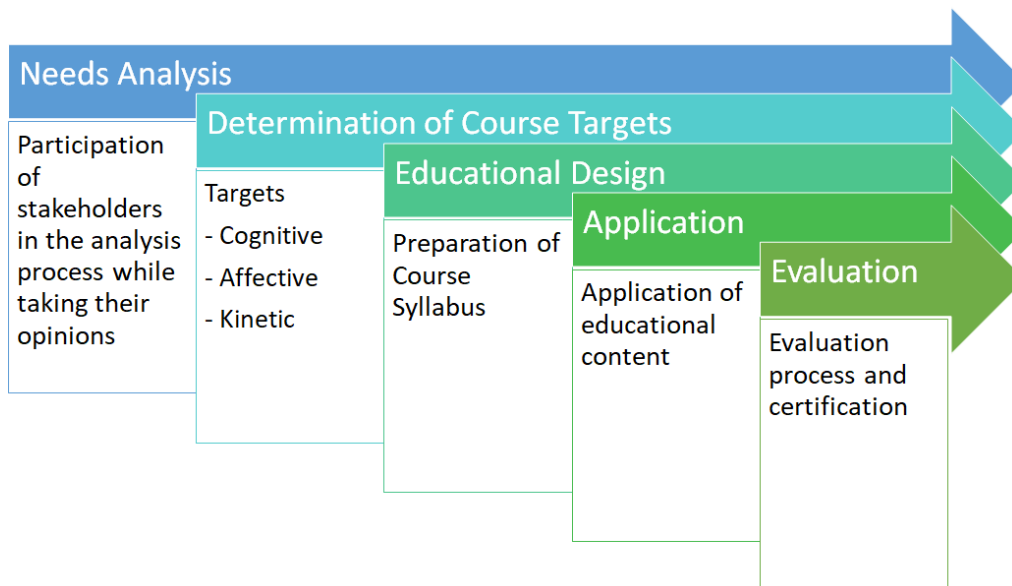 Needs Analysis
Participation
of
stakeholders
in the analysis
process while
taking their
opinions
Determination of Course Targets
Targets
- Cognitive
- Affective
- Kinetic
Educational Design
Preparation of
Course
Syllabus
Application
Application of
educational
content
Evaluation
Evaluation
process and
certification